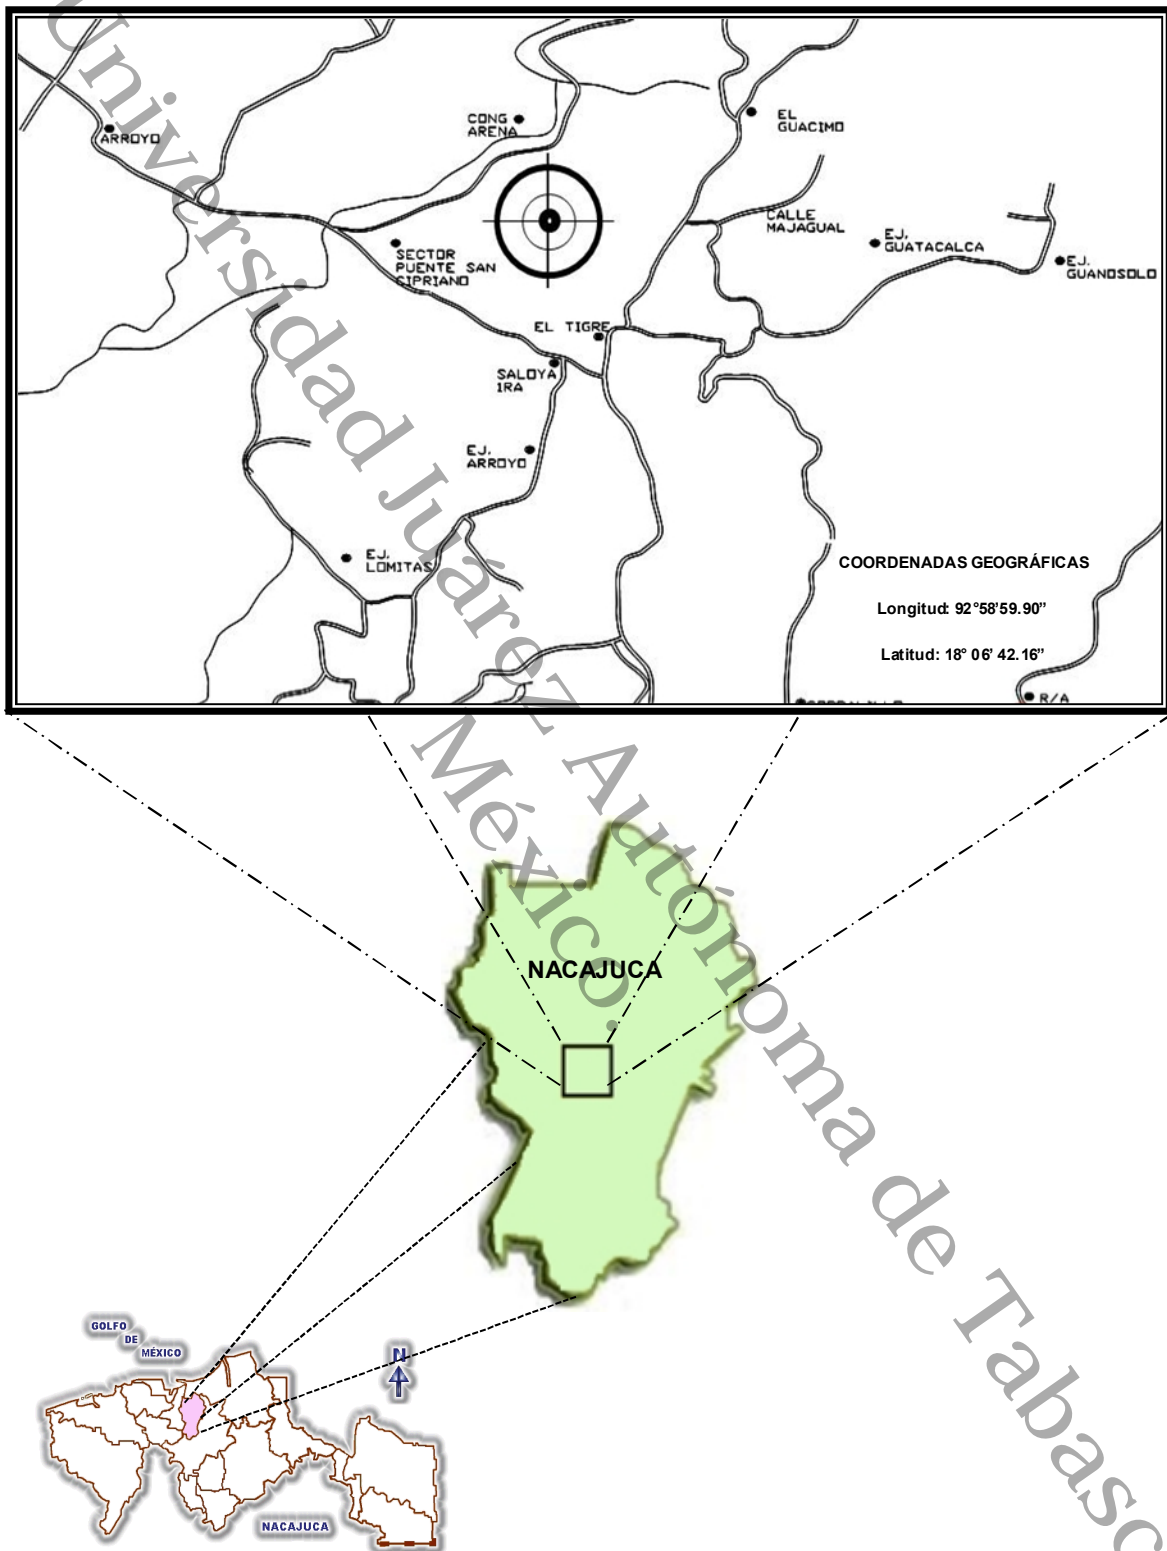 ARROYO
CONG
ARENA
EL
GUACIMO
CALLE
MAJAGUAL
EJ.
GUATACALCA
EJ.
GUANOSOLO
SECTOR
PUENTE SAN
CIPRIANO
EL TIGRE
SALOYA
1RA
EJ.
ARROYO
EJ.
LOMITAS
COORDENADAS GEOGRÁFICAS
Longitud: 92°58’59.90”
Latitud: 18° 06’ 42.16”
R/A
NACAJUCA
GOLFO
DE
MÉXICO
N
NACAJUCA
Universidad Juárez Autónoma de Tabasc
México.